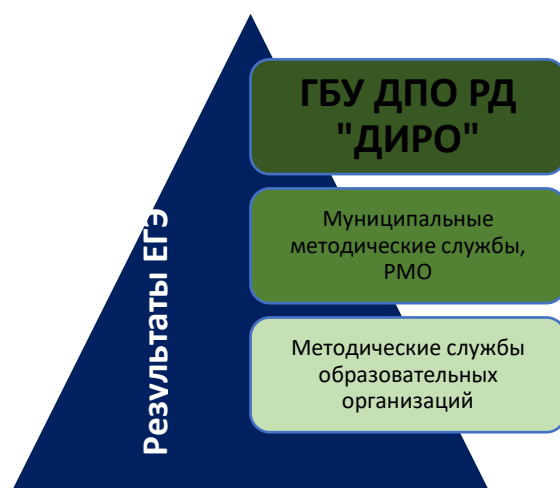 Результаты ЕГЭ
ГБУ ДПО РД
"ДИРО"
Муниципальные
методические службы,
РМО
Методические службы
образовательных
организаций